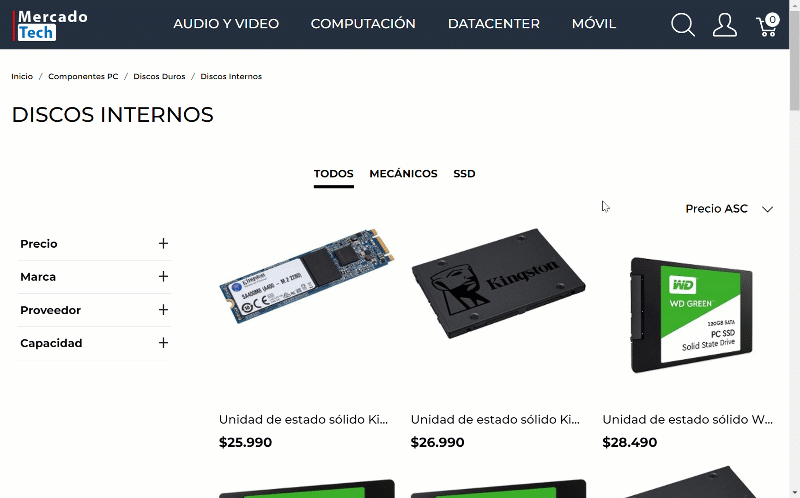 Mercado
Tech
AUDIO Y VIDEO
COMPUTACIÓN
DATACENTER
MÓVIL
0
Inicio / Componentes PC / Discos Duros / Discos Internos
DISCOS INTERNOS
TODOS
MECÁNICOS
SSD
Precio ASC
Precio +
Marca +
Proveedor +
Capacidad +
Kingston
SA400M8 (A400 – M.2 2280)
Kingston
WD
WD GREEN
120GB SATA
PC SSD
Solid State Drive
Unidad de estado sólido Ki...
$25.990
Unidad de estado sólido Ki...
$26.990
Unidad de estado sólido W...
$28.490